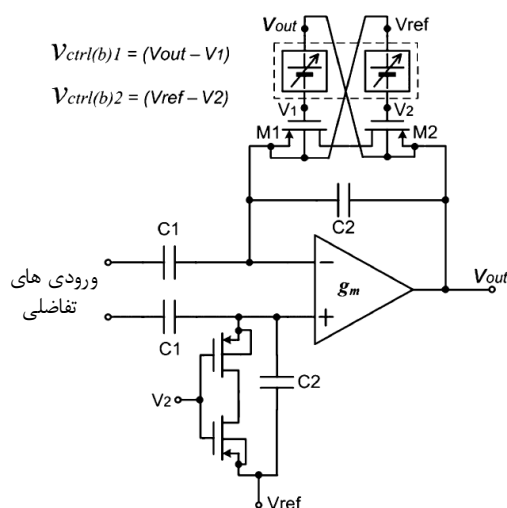 Vout Vref
Vctrl(b)1 = (Vout – V1)
Vctrl(b)2 = (Vref – V2)
V1 V2
M1 M2
C1
C2
ورودی های
تفاضلی
−
gm
Vout
+
C1
C2
V2
Vref